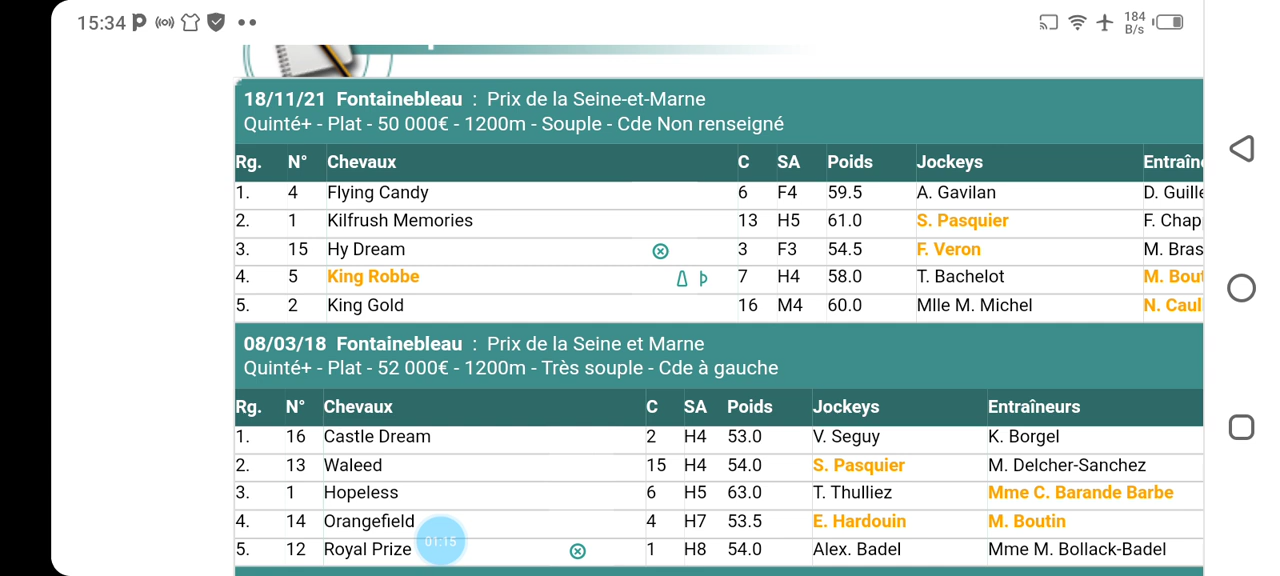 15:34 P 184 B/s
18/11/21 Fontainebleau : Prix de la Seine-et-Marne
Quinté+ - Plat - 50 000€ - 1200m - Souple - Cde Non renseigné
Rg. N° Chevaux C SA Poids Jockeys Entraîne
1. 4 Flying Candy 6 F4 59.5 A. Gavilan D. Guille
2. 1 Kilfrush Memories 13 H5 61.0 S. Pasquier F. Chap
3. 15 Hy Dream 3 F3 54.5 F. Veron M. Bras
4. 5 King Robbe 7 H4 58.0 T. Bachelot M. Bout
5. 2 King Gold 16 M4 60.0 Mlle M. Michel N. Caul
08/03/18 Fontainebleau : Prix de la Seine et Marne
Quinté+ - Plat - 52 000€ - 1200m - Très souple - Cde à gauche
Rg. N° Chevaux C SA Poids Jockeys Entraîneurs
1. 16 Castle Dream 2 H4 53.0 V. Seguy K. Borgel
2. 13 Waleed 15 H4 54.0 S. Pasquier M. Delcher-Sanchez
3. 1 Hopeless 6 H5 63.0 T. Thulliez Mme C. Barande Barbe
4. 14 Orangefield 4 H7 53.5 E. Hardouin M. Boutin
5. 12 Royal Prize 01:15 1 H8 54.0 Alex. Badel Mme M. Bollack-Badel